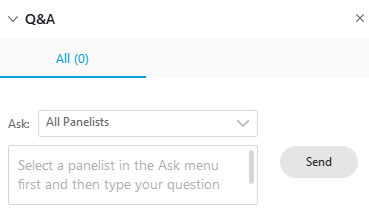 Q&A
All (0)
Ask: All Panelists
Select a panelist in the Ask menu
first and then type your question
Send